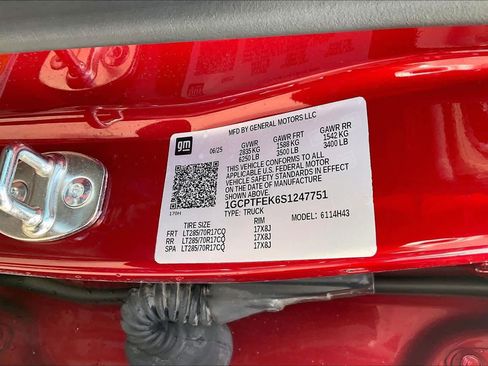 MFD BY GENERAL MOTORS LLC
gm
06/25
GVWR GAWR FRT GAWR RR
2835 KG 1588 KG 1542 KG
6250 LB 3500 LB 3400 LB
THIS VEHICLE CONFORMS TO ALL
APPLICABLE U.S. FEDERAL MOTOR
VEHICLE SAFETY STANDARDS IN EFFECT
ON THE DATE OF MANUFACTURE
SHOWN ABOVE.
1GCPTFEK6S1247751
TYPE: TRUCK MODEL: 6114H43
170H
TIRE SIZE RIM
FRT LT285/70R17CQ 17X8J
RR LT285/70R17CQ 17X8J
SPA LT285/70R17CQ 17X8J